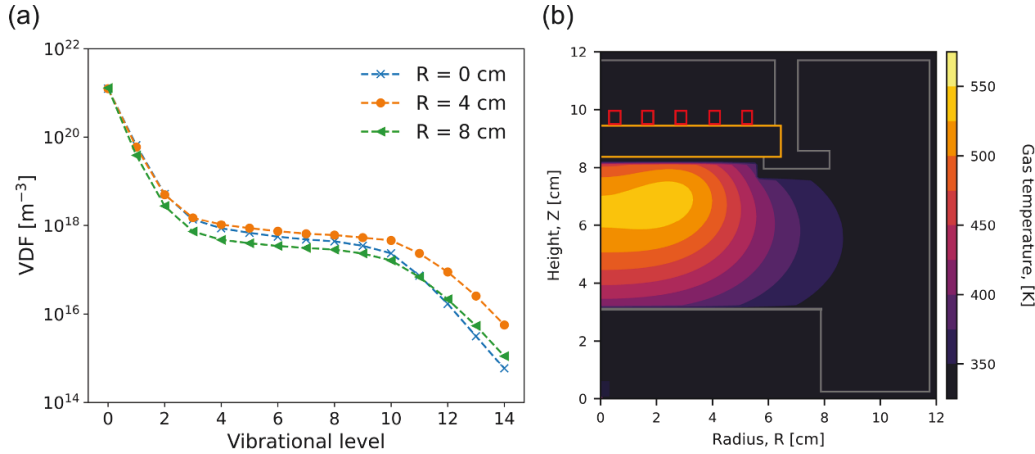 (a)
10^22
10^20
10^18
10^16
10^14
VDF [m^−3]
R = 0 cm
R = 4 cm
R = 8 cm
0 2 4 6 8 10 12 14
Vibrational level
(b)
12
10
8
6
4
2
0
Height, Z [cm]
0 2 4 6 8 10 12
Radius, R [cm]
550
500
450
400
350
Gas temperature, [K]